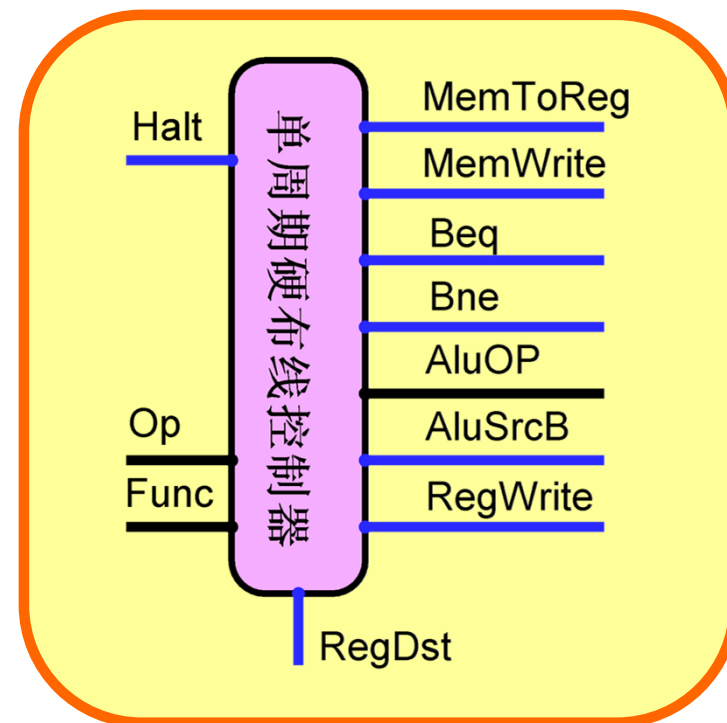 Halt
Op
Func
单周期硬布线控制器
MemToReg
MemWrite
Beq
Bne
AluOP
AluSrcB
RegWrite
RegDst